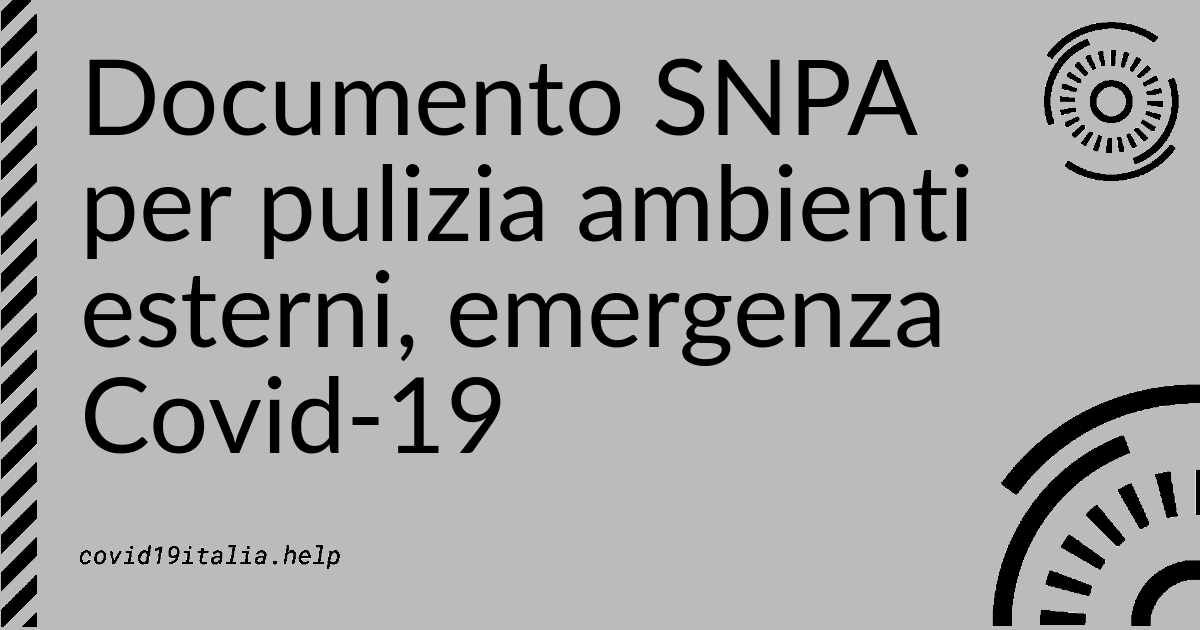 Documento SNPA
per pulizia ambienti
esterni, emergenza
Covid-19
covid19italia.help